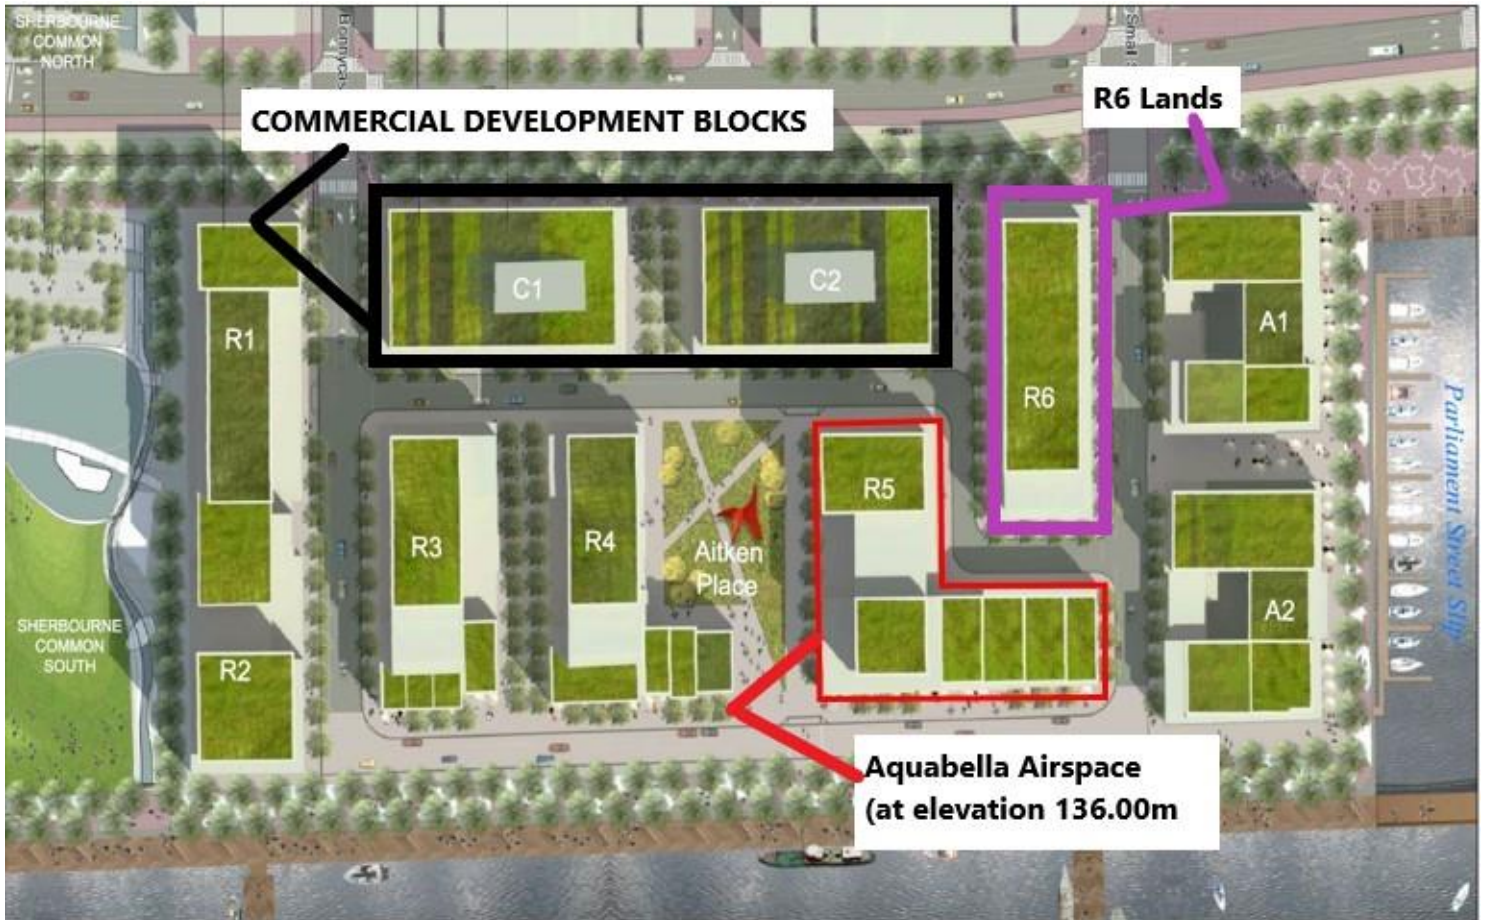 SHERBOURNE
COMMON
NORTH
COMMERCIAL DEVELOPMENT BLOCKS
R6 Lands
C1
C2
R1
A1
R6
R5
R3
R4
Aitken
Place
A2
SHERBOURNE
COMMON
SOUTH
R2
Parliament Street Slip
Aquabella Airspace
(at elevation 136.00m